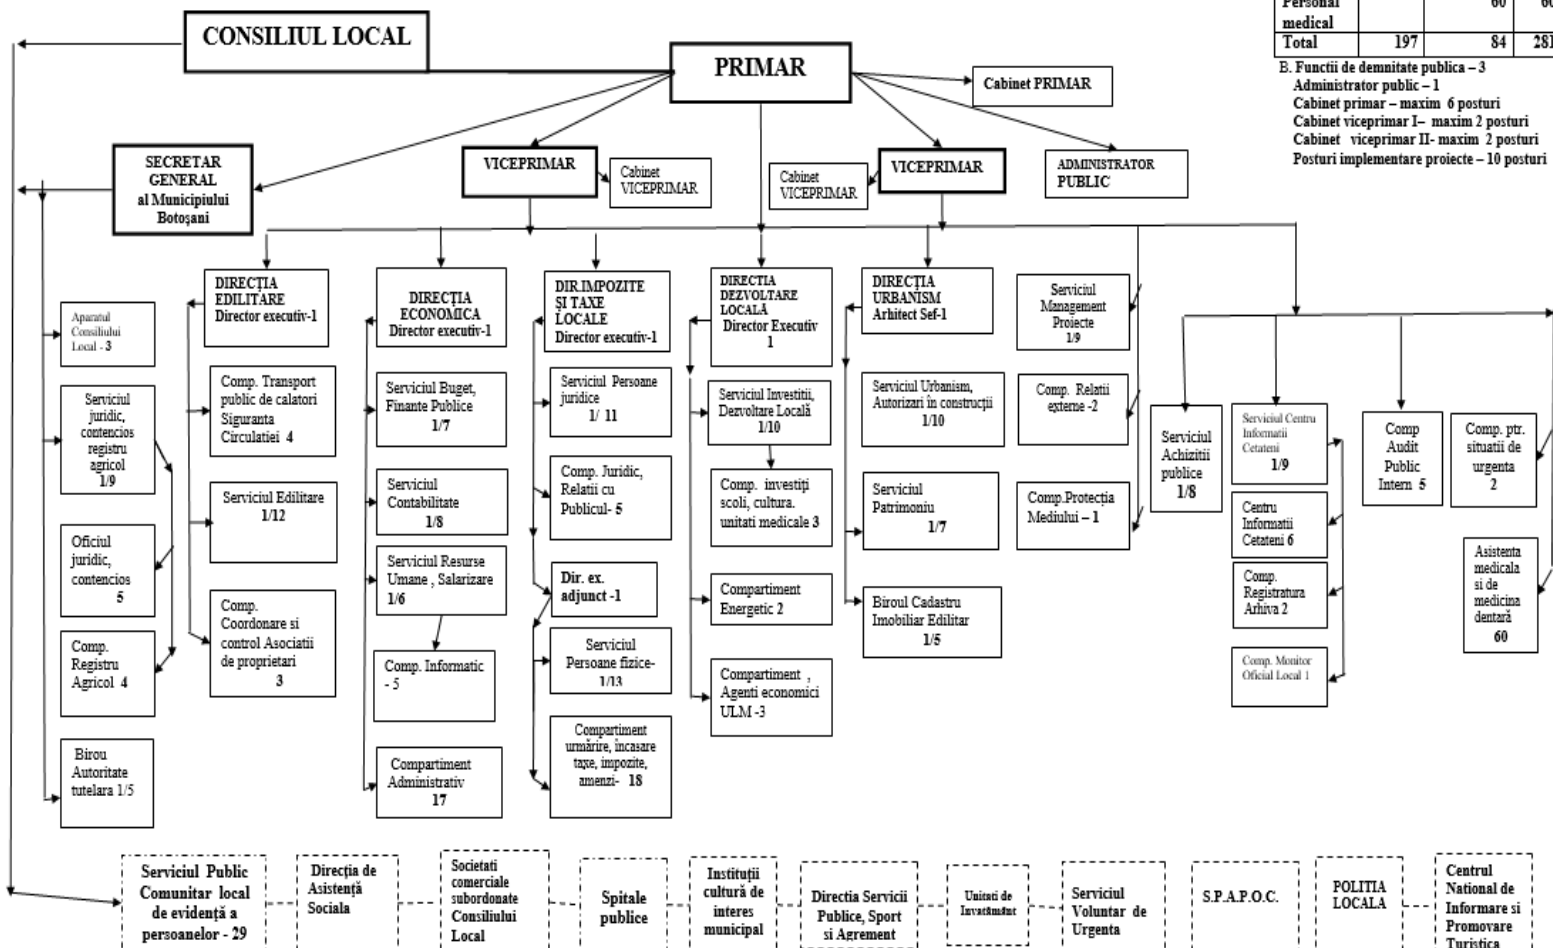 CONSILIUL LOCAL
PRIMAR
Cabinet PRIMAR
Personal 60 60
medical
Total 197 84 281
B. Functii de demnitate publica – 3
Administrator public – 1
Cabinet primar – maxim 6 posturi
Cabinet viceprimar I– maxim 2 posturi
Cabinet viceprimar II- maxim 2 posturi
Posturi implementare proiecte – 10 posturi
SECRETAR
GENERAL
al Municipiului
Botoşani
VICEPRIMAR
Cabinet
VICEPRIMAR
Cabinet
VICEPRIMAR
VICEPRIMAR
ADMINISTRATOR
PUBLIC
Aparatul
Consiliului
Local - 3
Serviciul
juridic,
contencios
registru
agricol
1/9
Oficiul
juridic,
contencios
5
Comp.
Registru
Agricol 4
Birou
Autoritate
tutelara 1/5
DIRECŢIA
EDILITARE
Director executiv-1
Comp. Transport
public de calatori
Siguranta
Circulatiei 4
Serviciul Edilitare
1/12
Comp.
Coordonare si
control Asociatii
de proprietari
3
DIRECŢIA
ECONOMICA
Director executiv-1
Serviciul Buget,
Finante Publice
1/7
Serviciul
Contabilitate
1/8
Serviciul Resurse
Umane , Salarizare
1/6
Comp. Informatic
- 5
Compartiment
Administrativ
17
DIR.IMPOZITE
ŞI TAXE
LOCALE
Director executiv-1
Serviciul Persoane
juridice
1/ 11
Comp. Juridic,
Relatii cu
Publicul- 5
Dir. ex.
adjunct -1
Serviciul
Persoane fizice-
1/13
Compartiment
urmărire, încasare
taxe, impozite,
amenzi- 18
DIRECTIA
DEZVOLTARE
LOCALĂ
Director Executiv
1
Serviciul Investitii,
Dezvoltare Locală
1/10
Comp. investiţi
scoli, cultura.
unitati medicale 3
Compartiment
Energetic 2
Compartiment ,
Agenti economici
ULM -3
DIRECŢIA
URBANISM
Arhitect Sef-1
Serviciul Urbanism,
Autorizari în construcţii
1/10
Serviciul
Patrimoniu
1/7
Biroul Cadastru
Imobiliar Edilitar
1/5
Serviciul
Management
Proiecte
1/9
Comp. Relatii
externe -2
Comp.Protecţia
Mediului – 1
Serviciul
Achizitii
publice
1/8
Serviciul Centru
Informatii
Cetateni
1/9
Centru
Informatii
Cetateni 6
Comp.
Registratura
Arhiva 2
Comp. Monitor
Oficial Local 1
Comp
Audit
Public
Intern 5
Comp. ptr.
situatii de
urgenta
2
Asistenta
medicala
si de
medicina
dentară
60
Serviciul Public
Comunitar local
de evidenţă a
persoanelor - 29
Direcţia de
Asistenţă
Sociala
Societati
comerciale
subordonate
Consiliului
Local
Spitale
publice
Instituţii
cultură de
interes
municipal
Directia Servicii
Publice, Sport
si Agrement
Unitati de
Invatământ
Serviciul
Voluntar de
Urgenta
S.P.A.P.O.C.
POLITIA
LOCALA
Centrul
National de
Informare si
Promovare
Turistica